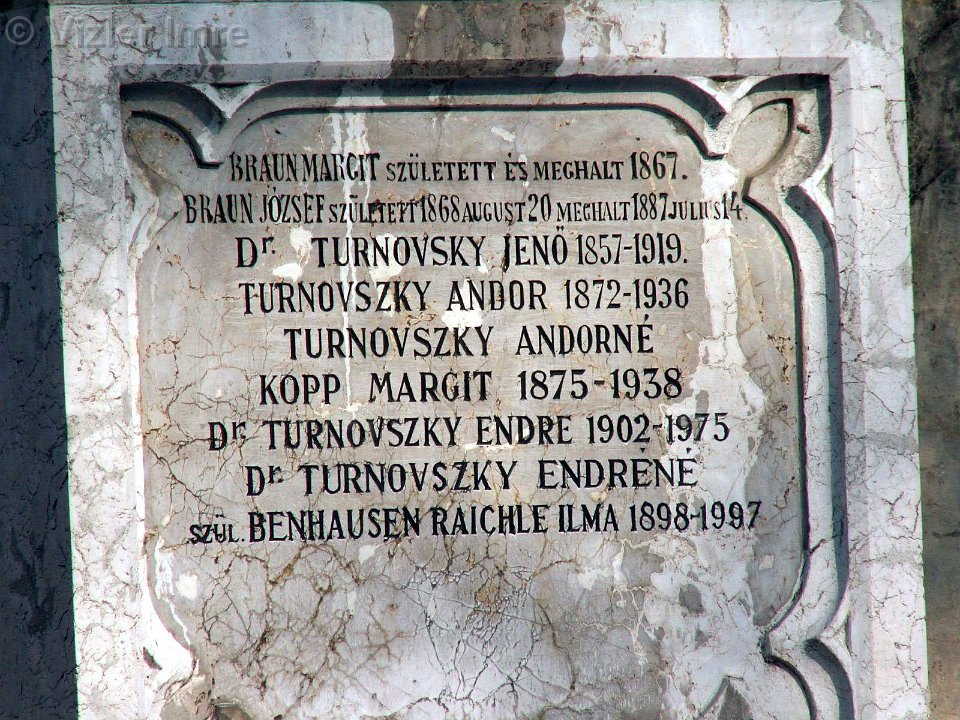 © Vizler Imre
BRAUN MARGIT SZÜLETETT ÉS MEGHALT 1867.
BRAUN JÓZSEF SZÜLETETT 1868 AUGUST 20 MEGHALT 1887 JULIUS 14.
Dr. TURNOVSKY JENŐ 1857-1919.
TURNOVSZKY ANDOR 1872-1936
TURNOVSZKY ANDORNÉ
KOPP MARGIT 1875-1938
Dr. TURNOVSZKY ENDRE 1902-1975
Dr. TURNOVSZKY ENDRÉNÉ
SZÜL. BENHAUSEN RAICHLE ILMA 1898-1997